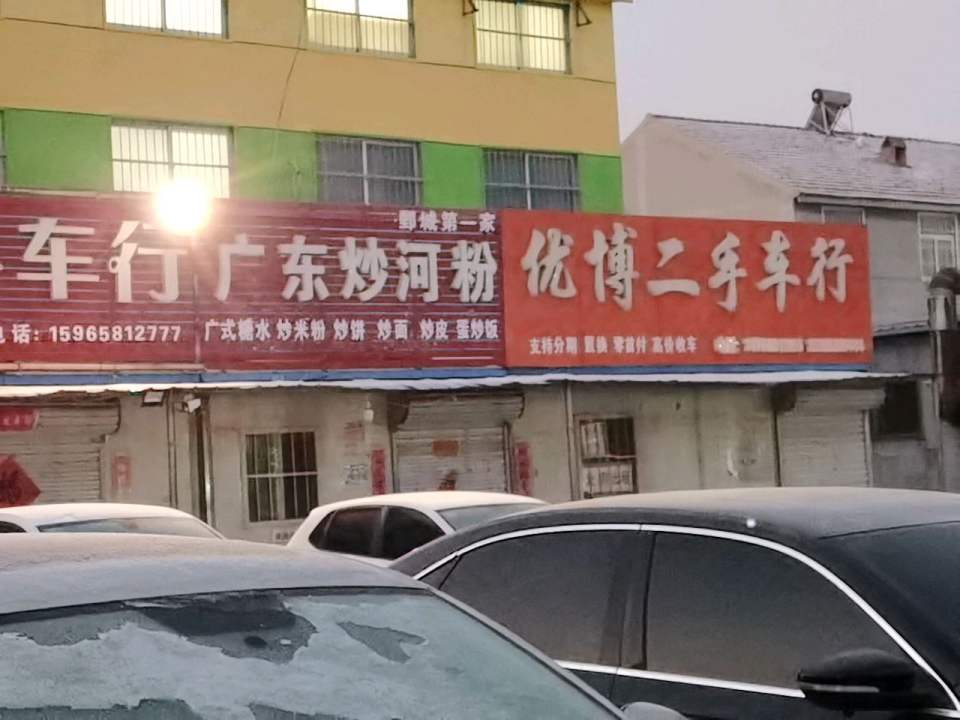 车行
电话: 15965812777
鄄城第一家
广东炒河粉
广式糖水 炒米粉 炒饼 炒面 炒皮 蛋炒饭
优博二手车行
支持分期 置换 零首付 高价收车